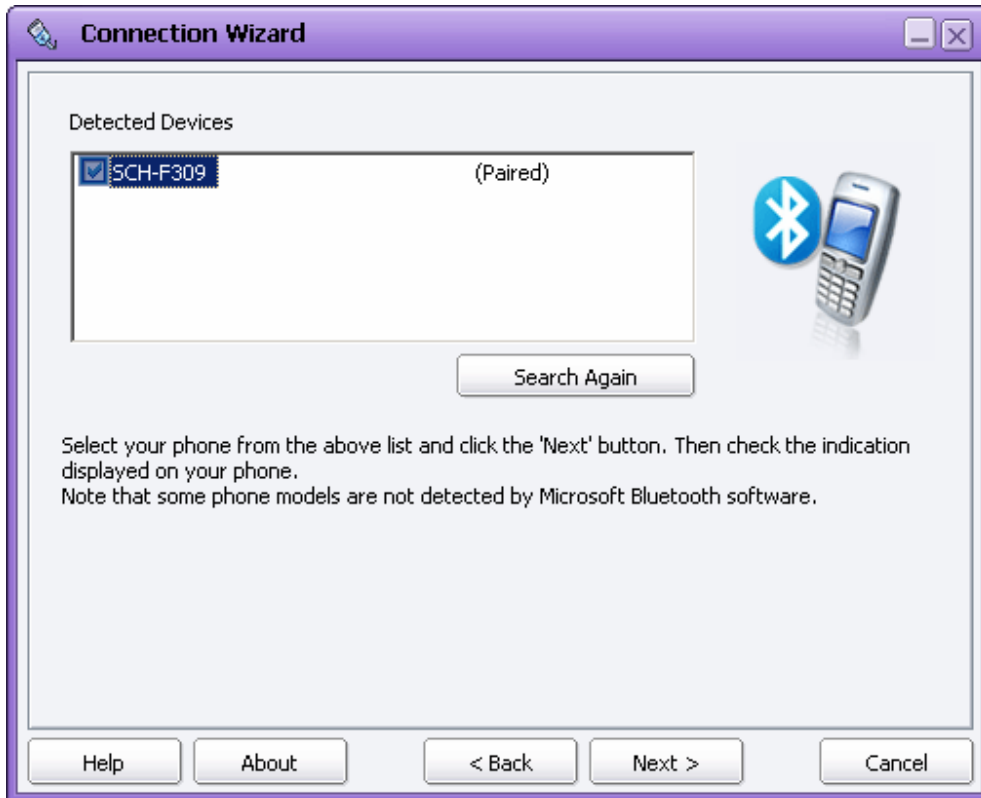 Connection Wizard
Detected Devices
SCH-F309 (Paired)
Search Again
Select your phone from the above list and click the 'Next' button. Then check the indication
displayed on your phone.
Note that some phone models are not detected by Microsoft Bluetooth software.
Help About < Back Next > Cancel